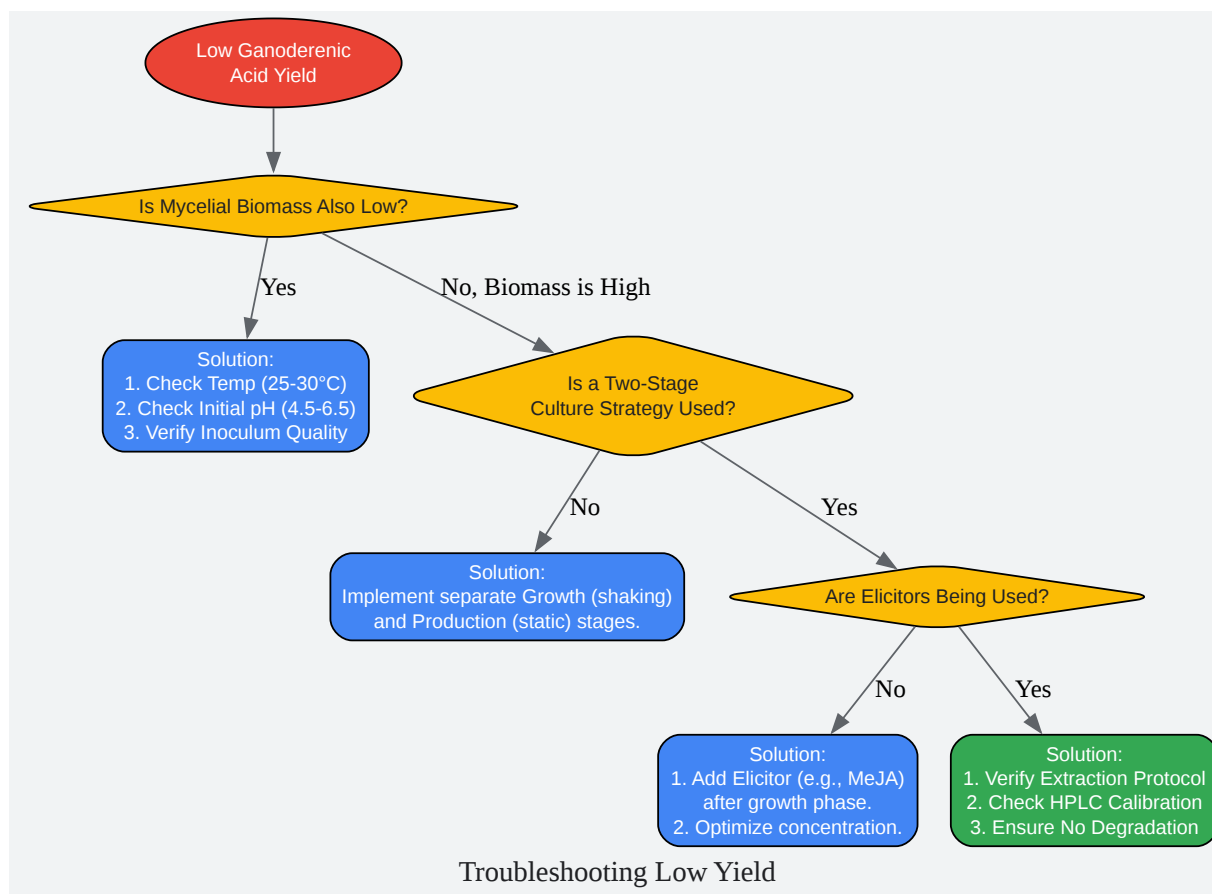 Low Ganoderenic
Acid Yield
Is Mycelial Biomass Also Low?
Yes
No, Biomass is High
Solution:
1. Check Temp (25-30°C)
2. Check Initial pH (4.5-6.5)
3. Verify Inoculum Quality
Is a Two-Stage
Culture Strategy Used?
No
Yes
Solution:
Implement separate Growth (shaking)
and Production (static) stages.
Are Elicitors Being Used?
No
Yes
Solution:
1. Add Elicitor (e.g., MeJA)
after growth phase.
2. Optimize concentration.
Solution:
1. Verify Extraction Protocol
2. Check HPLC Calibration
3. Ensure No Degradation
Troubleshooting Low Yield